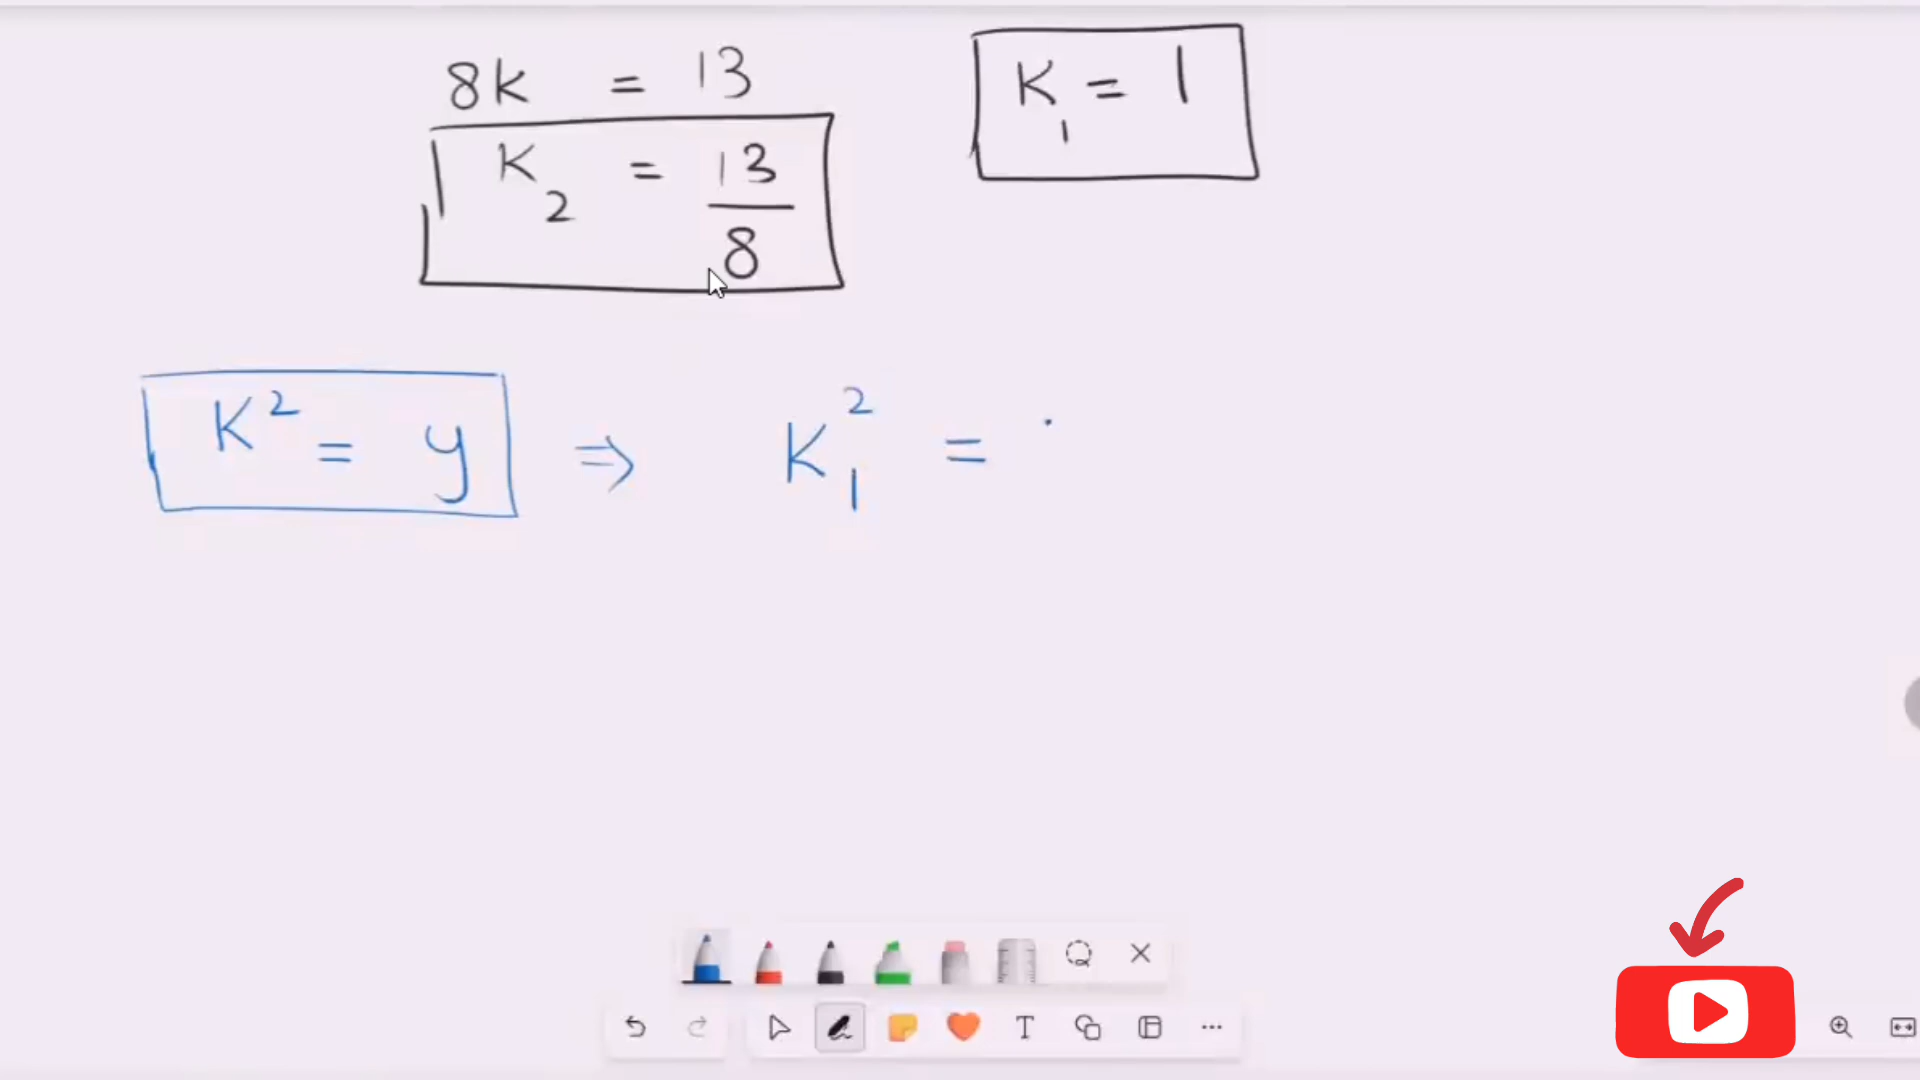 8K = 13
K₁ = 1
K₂ = 13/8
K² = y ⇒ K₁² =
T